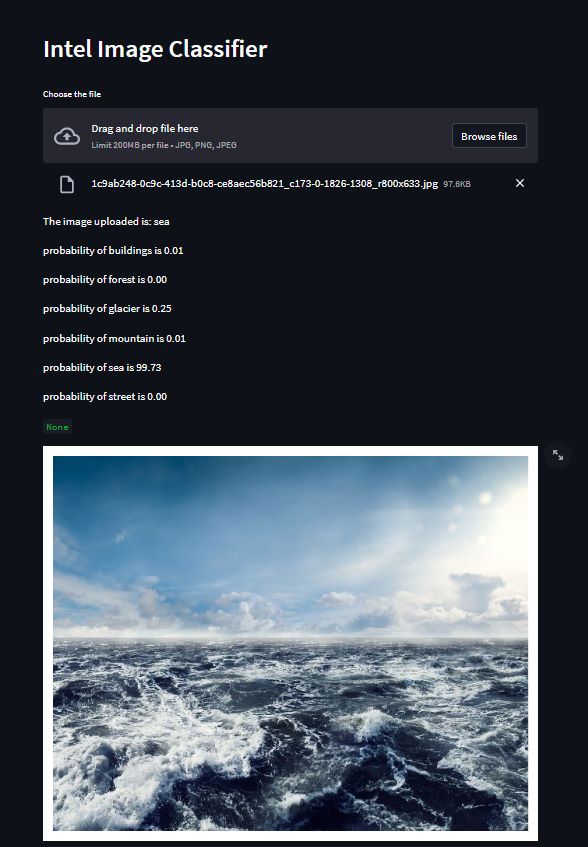 Intel Image Classifier
Choose the file
Drag and drop file here
Limit 200MB per file • JPG, PNG, JPEG
Browse files
1c9ab248-0c9c-413d-b0c8-ce8aec56b821_c173-0-1826-1308_r800x633.jpg 97.6KB
The image uploaded is: sea
probability of buildings is 0.01
probability of forest is 0.00
probability of glacier is 0.25
probability of mountain is 0.01
probability of sea is 99.73
probability of street is 0.00
None